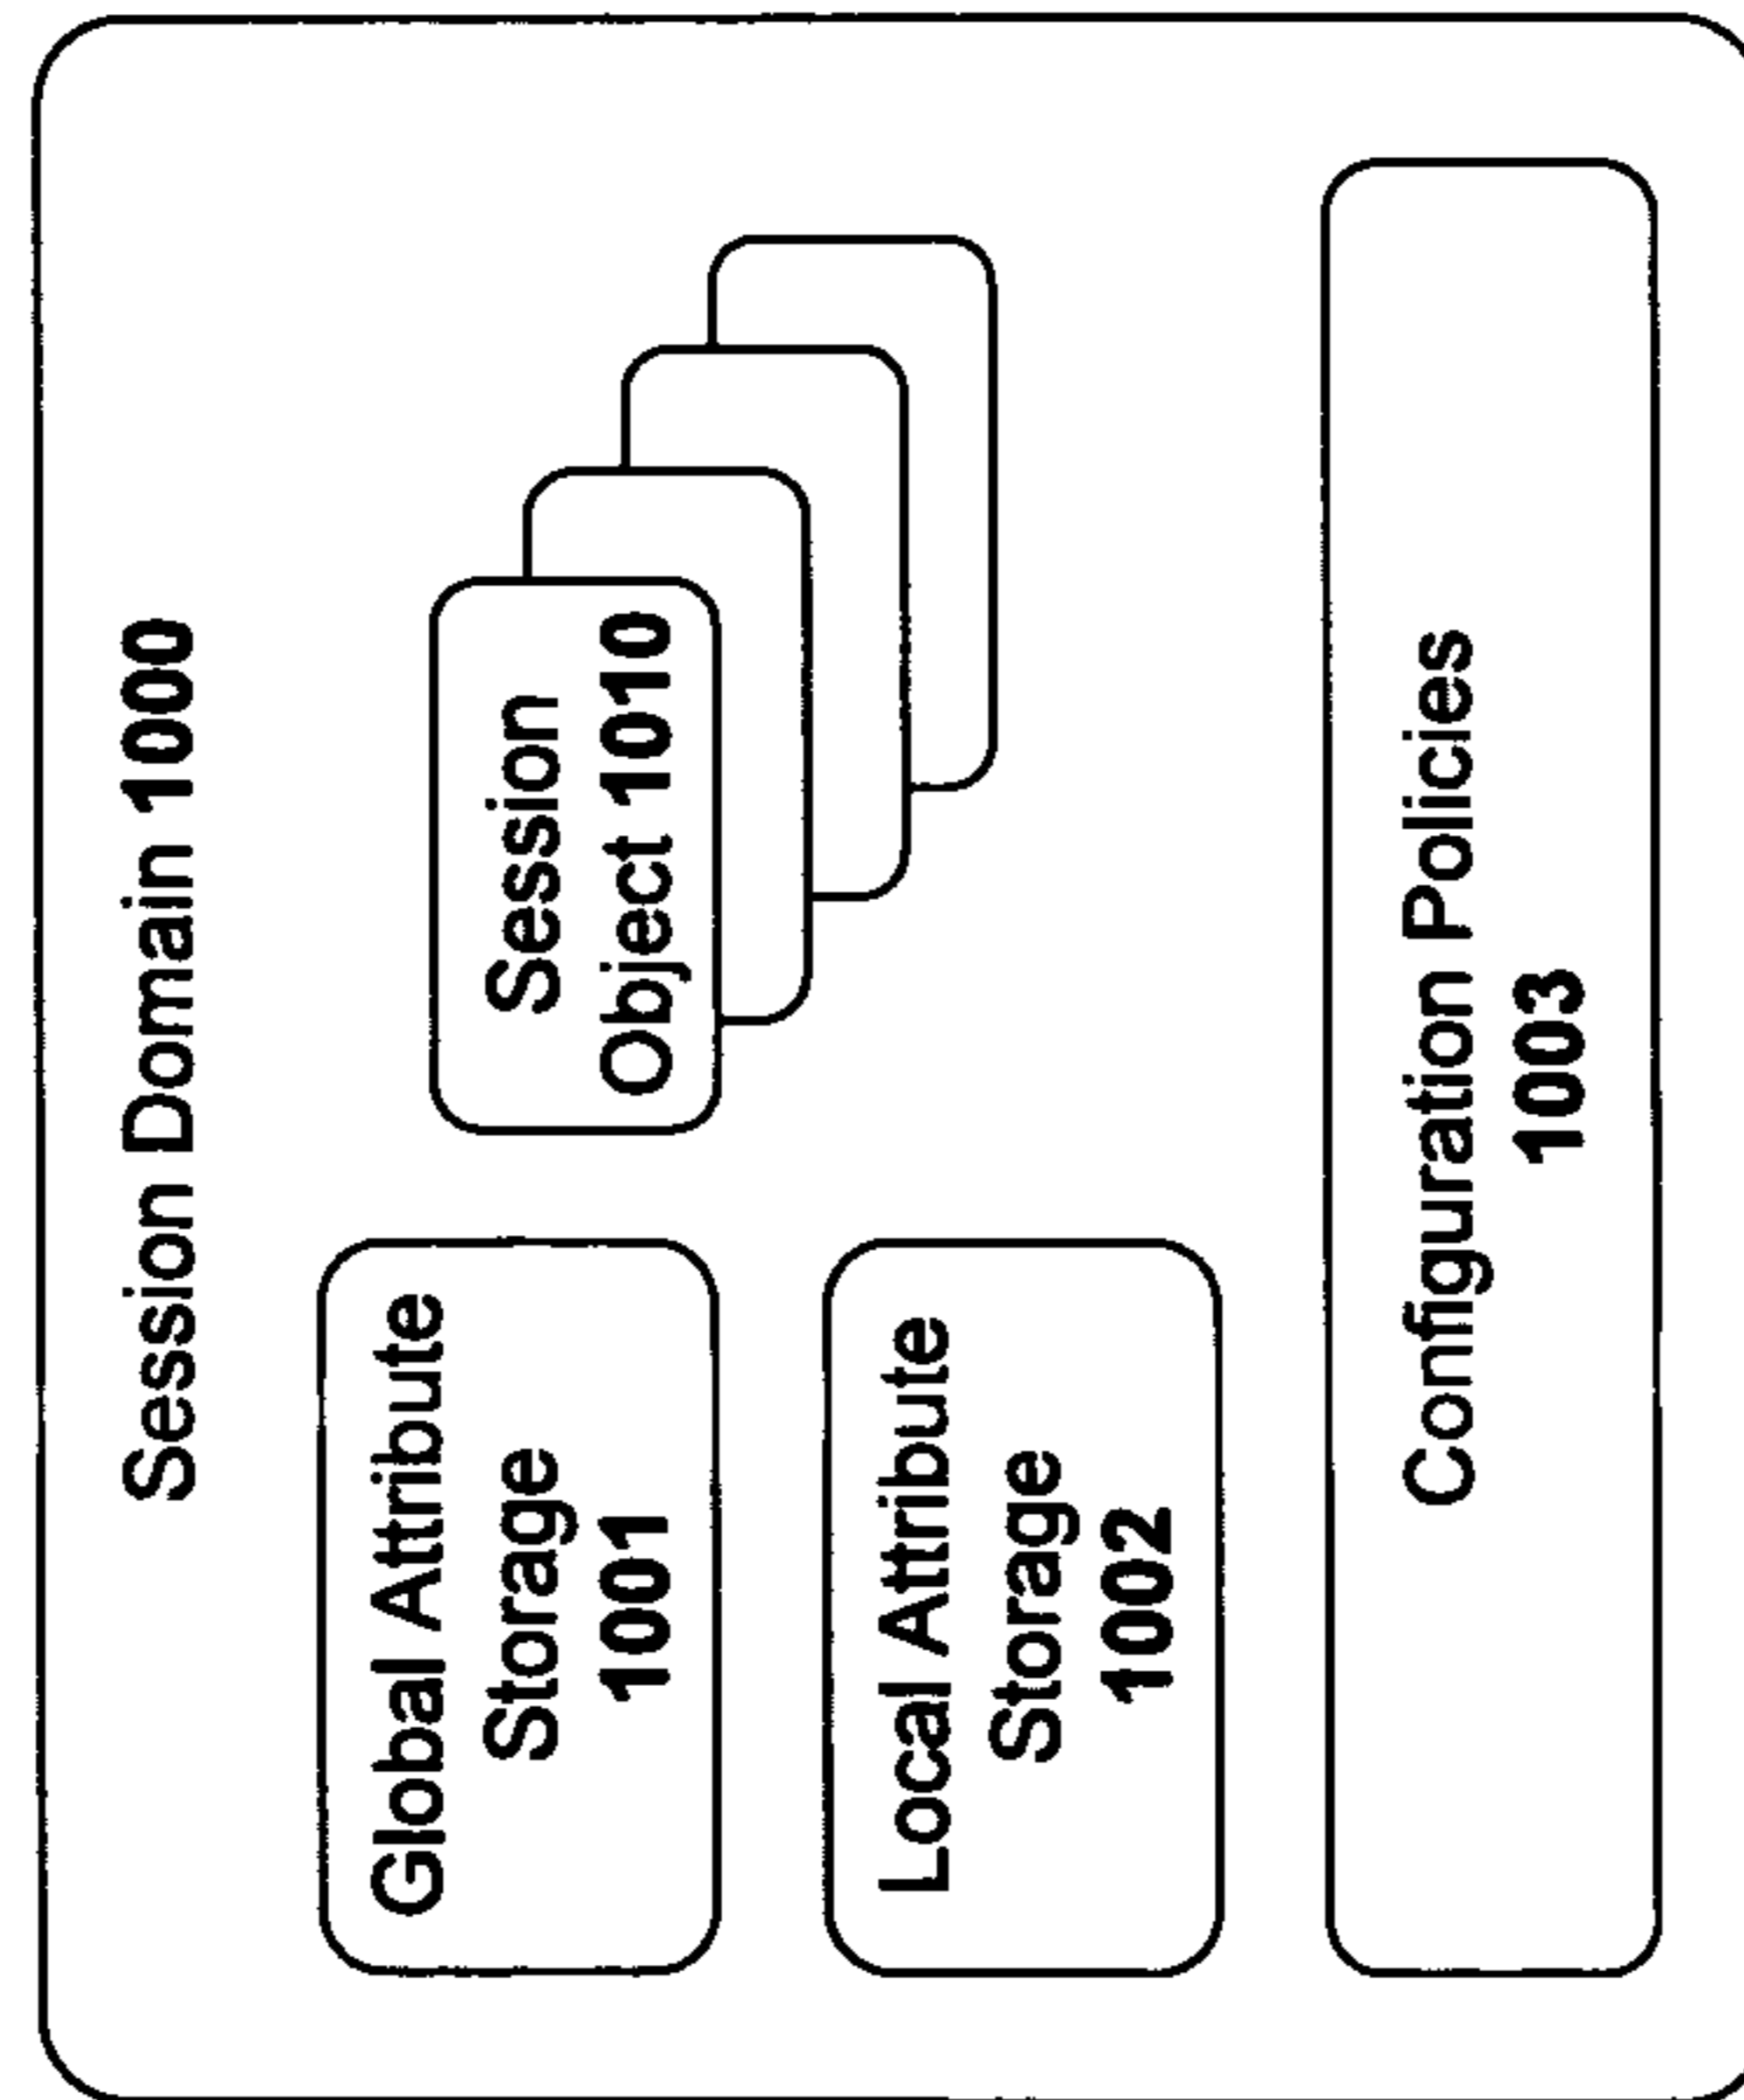 Session Domain 1000
Global Attribute
Storage
1001
Session
Object 1010
Local Attribute
Storage
1002
Configuration Policies
1003